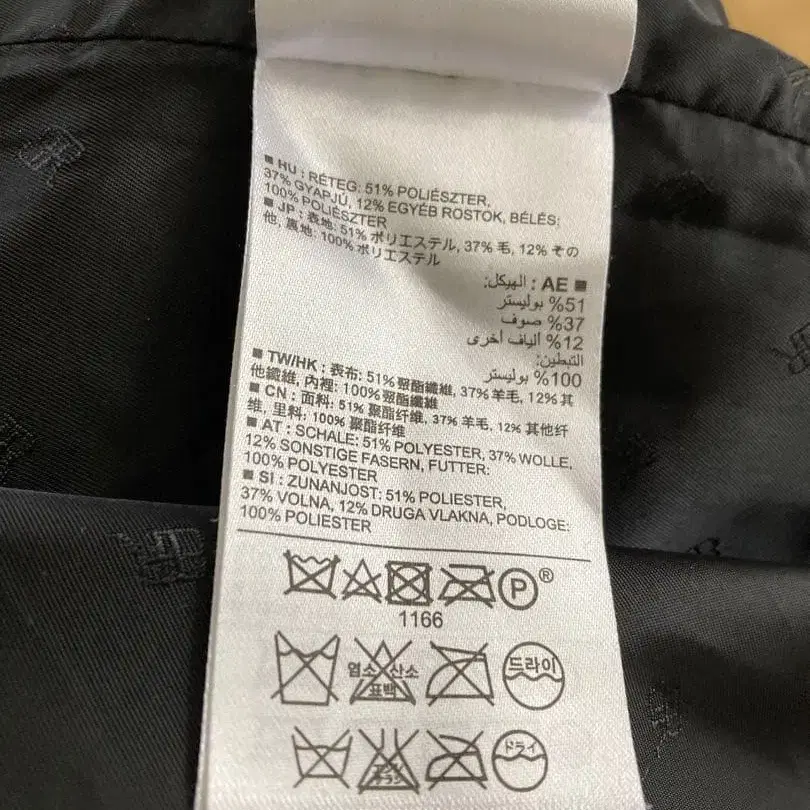 ■ HU : RÉTEG: 51% POLIÉSZTER,
37% GYAPJÚ, 12% EGYÉB ROSTOK, BÉLÉS:
100% POLIÉSZTER
■ JP : 表地: 51% ポリエステル, 37% 毛, 12% その
他, 裏地: 100% ポリエステル
■ AE : الهيكل:
51% بوليستر
37% صوف
12% ألياف أخرى
التبطين:
100% بوليستر
■ TW/HK : 表布: 51% 聚酯纖維, 37% 羊毛, 12% 其
他纖維, 內裡: 100% 聚酯纖維
■ CN : 面料: 51% 聚酯纤维, 37% 羊毛, 12% 其他纤
维, 里料: 100% 聚酯纤维
■ AT : SCHALE: 51% POLYESTER, 37% WOLLE,
12% SONSTIGE FASERN, FUTTER:
100% POLYESTER
■ SI : ZUNANJOST: 51% POLIESTER,
37% VOLNA, 12% DRUGA VLAKNA, PODLOGE:
100% POLIESTER
P ®
1166
염소 산소
표백
드라이
エンソ
サラシ
ドライ